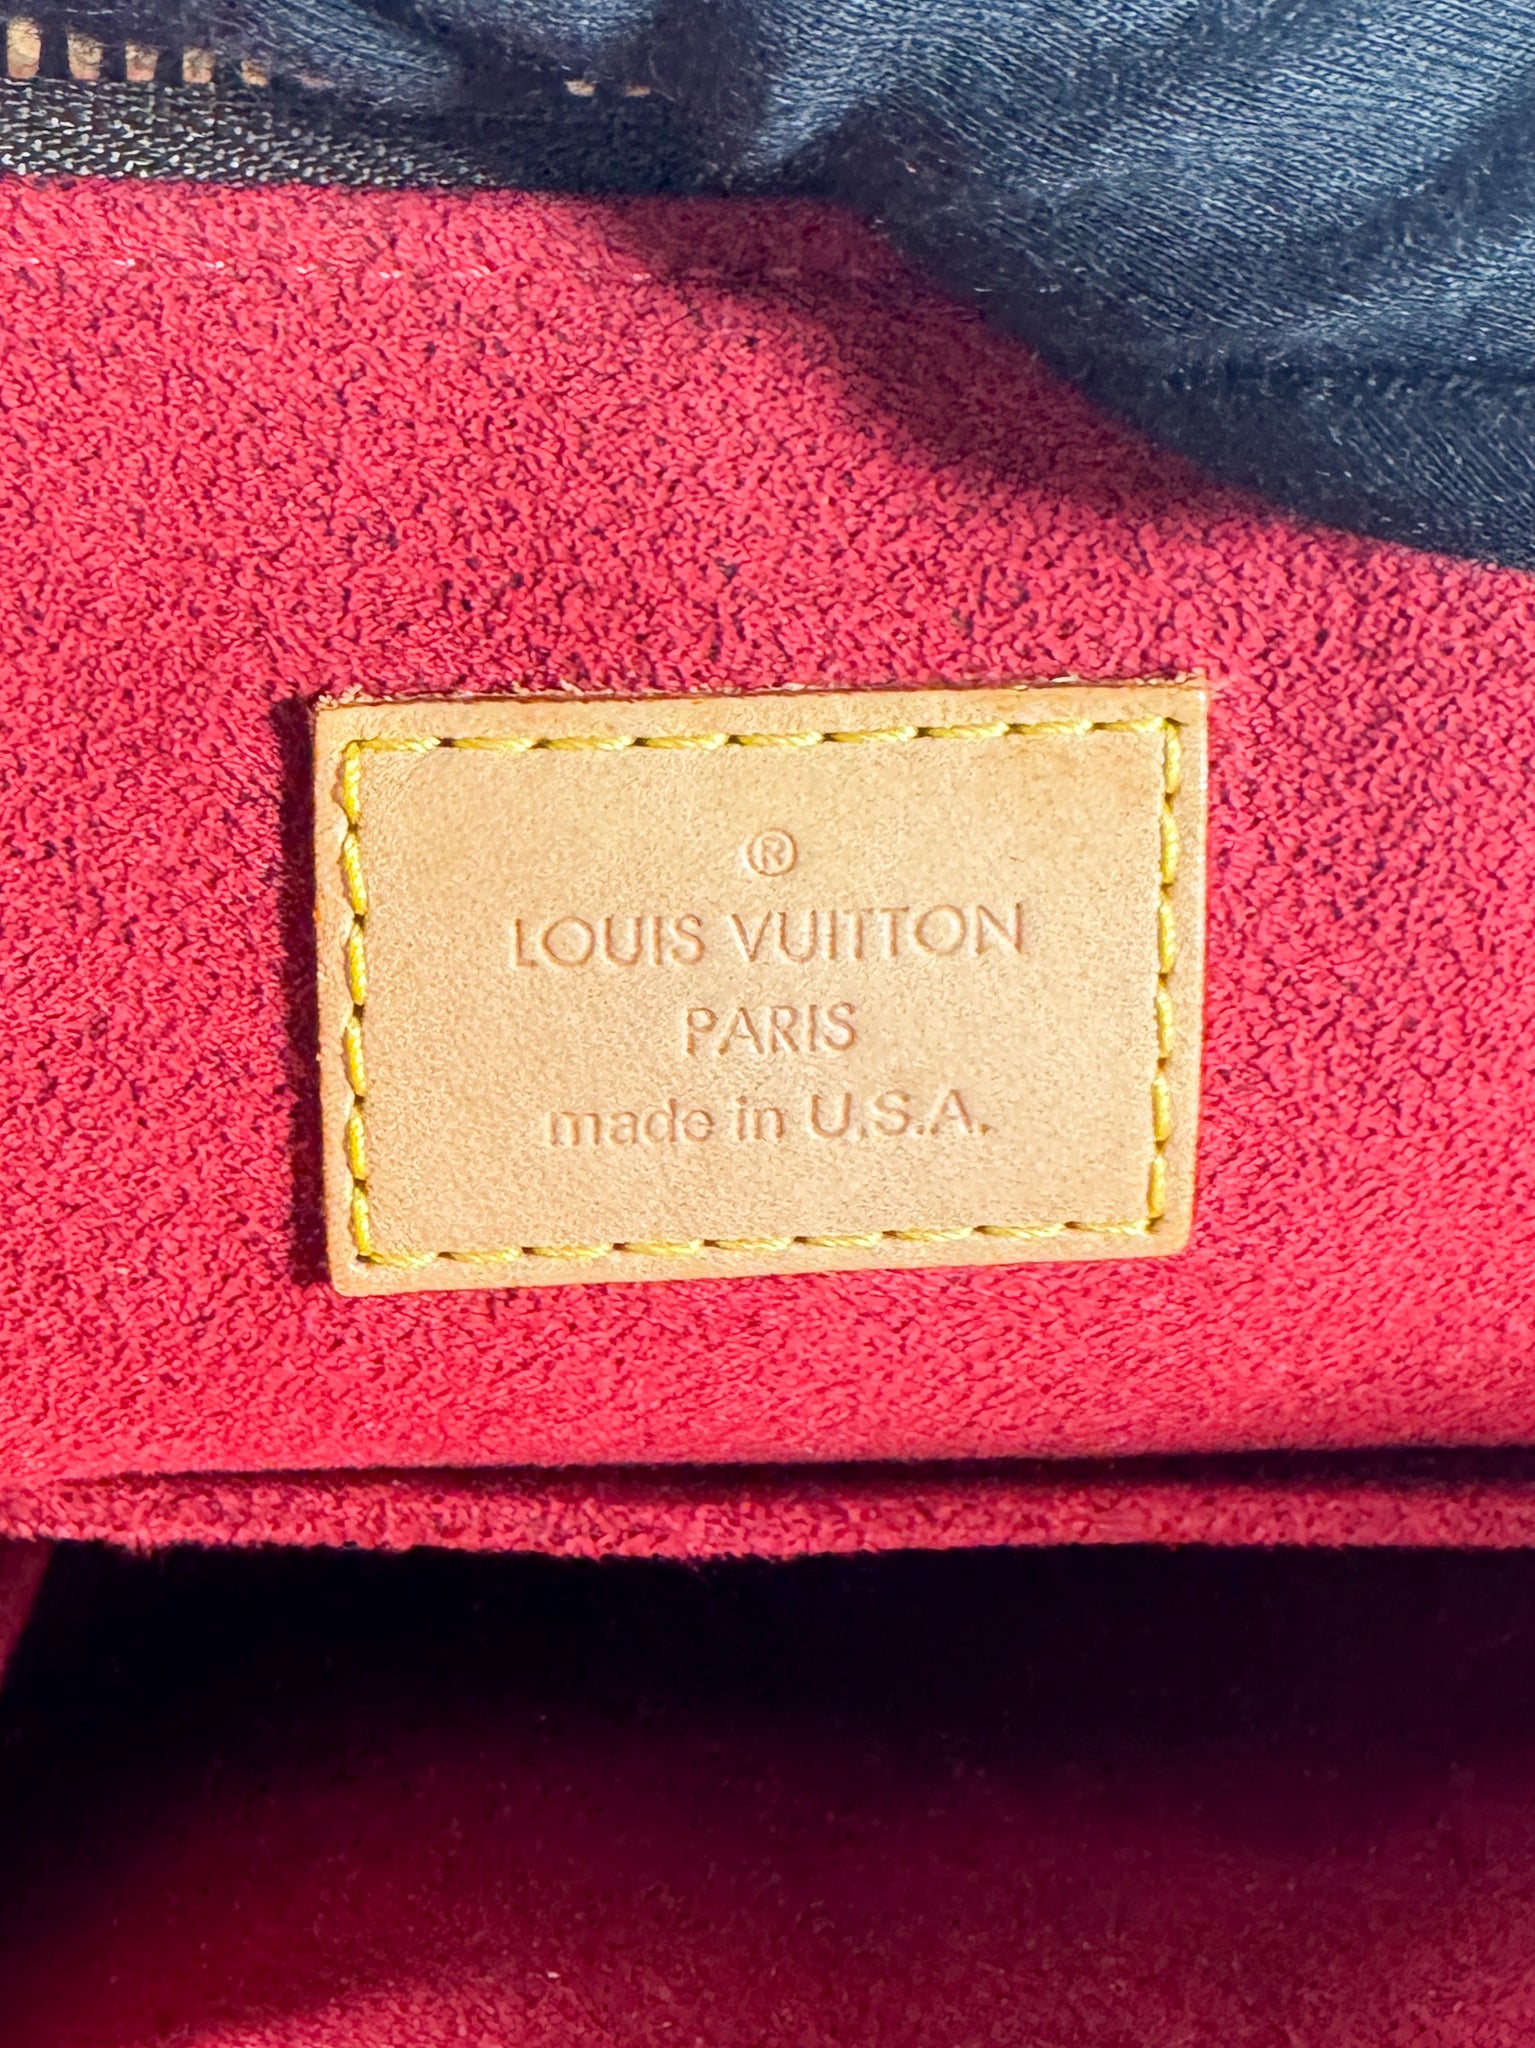 ®
LOUIS VUITTON
PARIS
made in U.S.A.